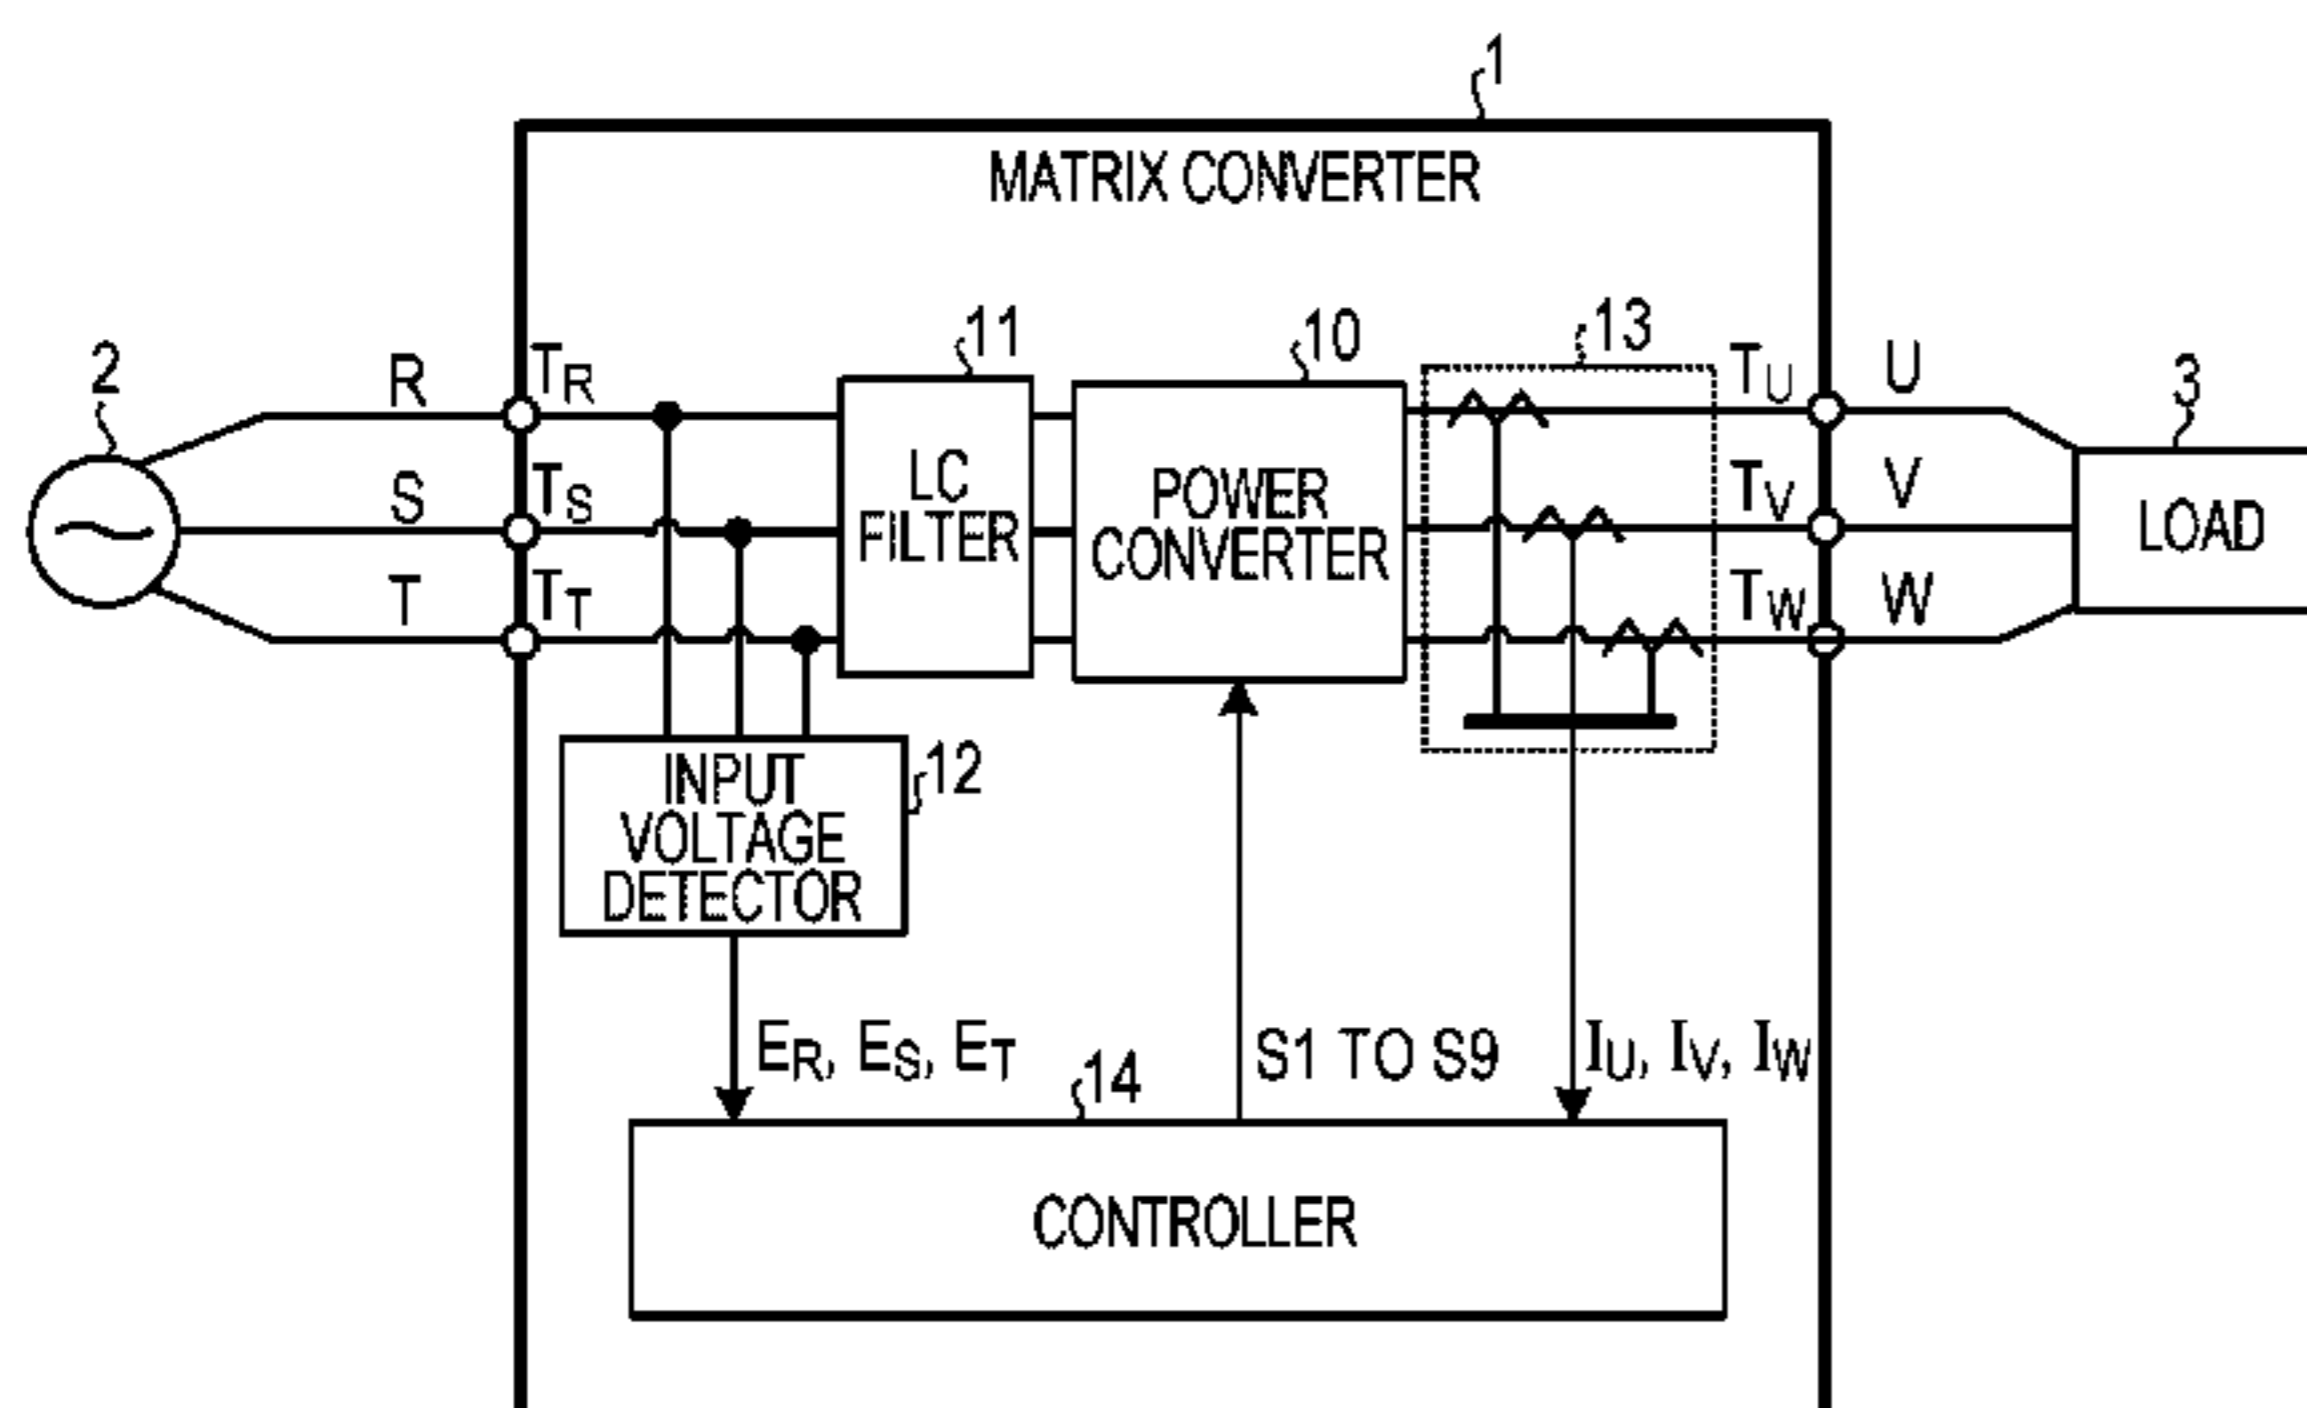 1
MATRIX CONVERTER
2
R
TR
11
10
13
TU
U
3
S
TS
LC
FILTER
POWER
CONVERTER
TV
V
LOAD
T
TT
TW
W
INPUT
VOLTAGE
DETECTOR
12
ER, ES, ET
14
S1 TO S9
IU, IV, IW
CONTROLLER